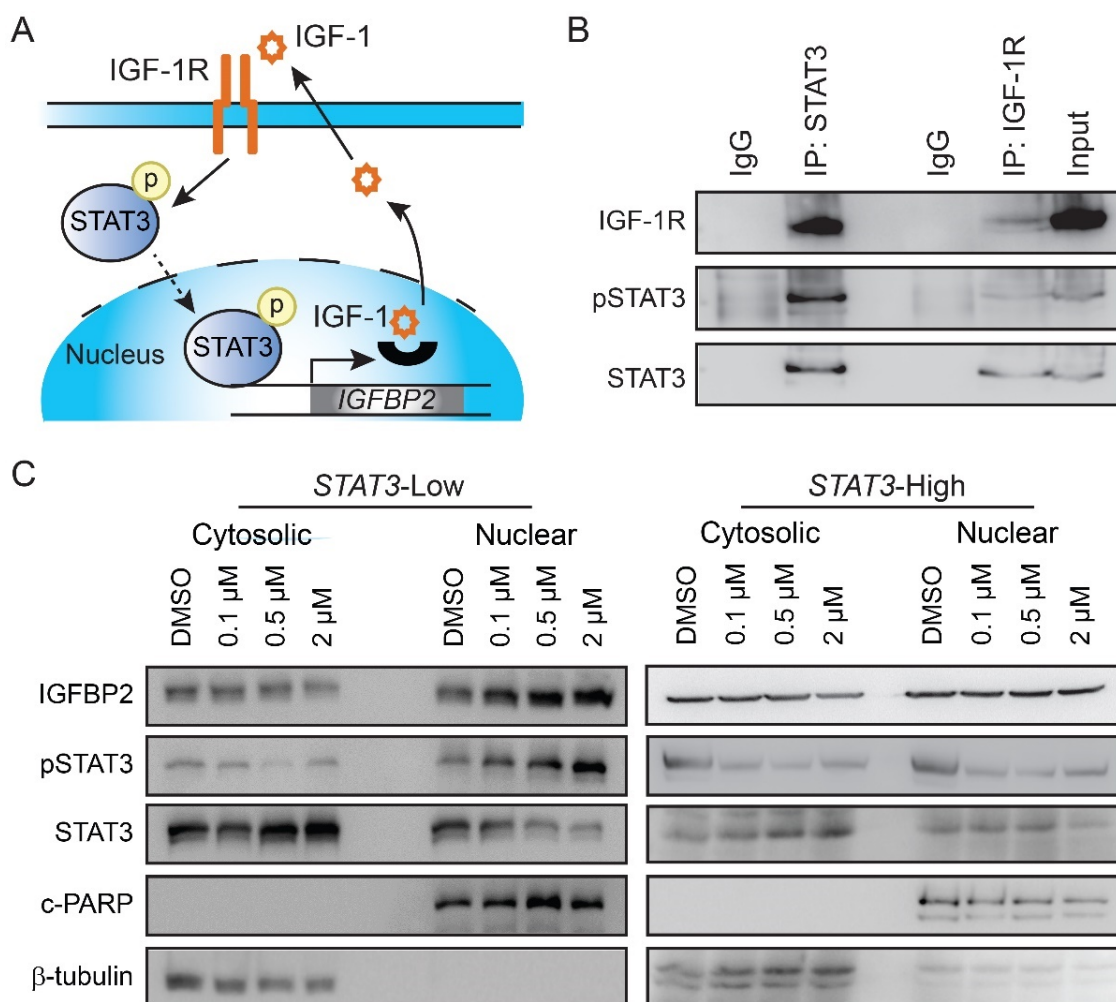 A
IGF-1
IGF-1R
p
STAT3
p
STAT3
IGF-1
Nucleus
IGFBP2
B
IgG
IP: STAT3
IgG
IP: IGF-1R
Input
IGF-1R
pSTAT3
STAT3
C
STAT3-Low
STAT3-High
Cytosolic
Nuclear
Cytosolic
Nuclear
DMSO
0.1 µM
0.5 µM
2 µM
DMSO
0.1 µM
0.5 µM
2 µM
DMSO
0.1 µM
0.5 µM
2 µM
DMSO
0.1 µM
0.5 µM
2 µM
IGFBP2
pSTAT3
STAT3
c-PARP
β-tubulin